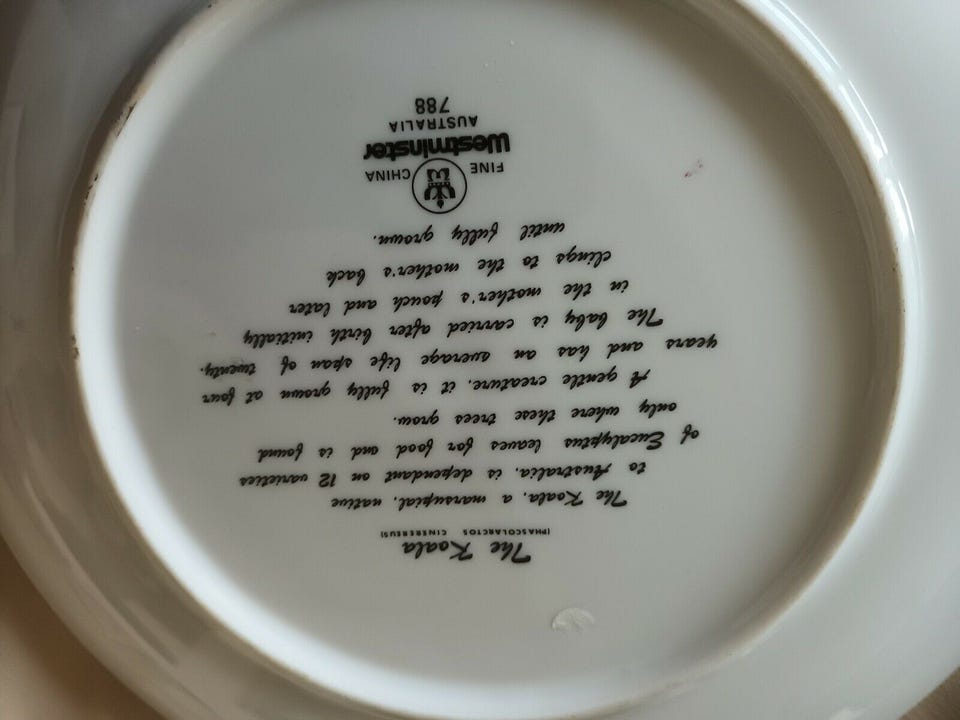 The Koala
(PHASCOLARCTOS CINEREREUS)
The Koala, a marsupial, native
to Australia, is dependant on 12 varieties
of Eucalyptus leaves for food and is found
only where these trees grow.
A gentle creature, it is fully grown at four
years and has an average life span of twenty.
The baby is carried after birth initially
in the mother's pouch and later
clings to the mother's back
until fully grown.
FINE CHINA
Westminster
AUSTRALIA
788